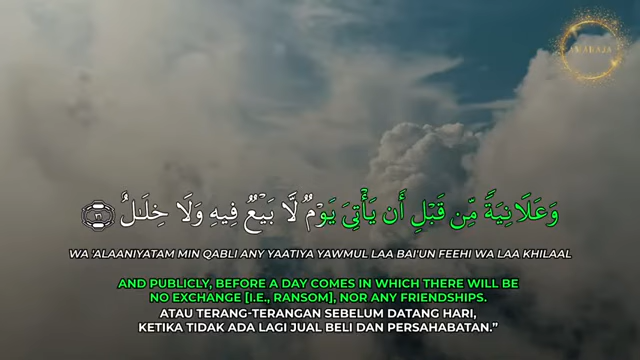 وَعَلَانِيَةً مِّن قَبْلِ أَن يَأْتِىَ يَوْمٌ لَّا بَيْعٌ فِيهِ وَلَا خِلَـٰلٌ ٣١
WA 'ALAANIYATAM MIN QABLI ANY YAATIYA YAWMUL LAA BAI'UN FEEHI WA LAA KHILAAL
AND PUBLICLY, BEFORE A DAY COMES IN WHICH THERE WILL BE
NO EXCHANGE [I.E., RANSOM], NOR ANY FRIENDSHIPS.
ATAU TERANG-TERANGAN SEBELUM DATANG HARI,
KETIKA TIDAK ADA LAGI JUAL BELI DAN PERSAHABATAN.”